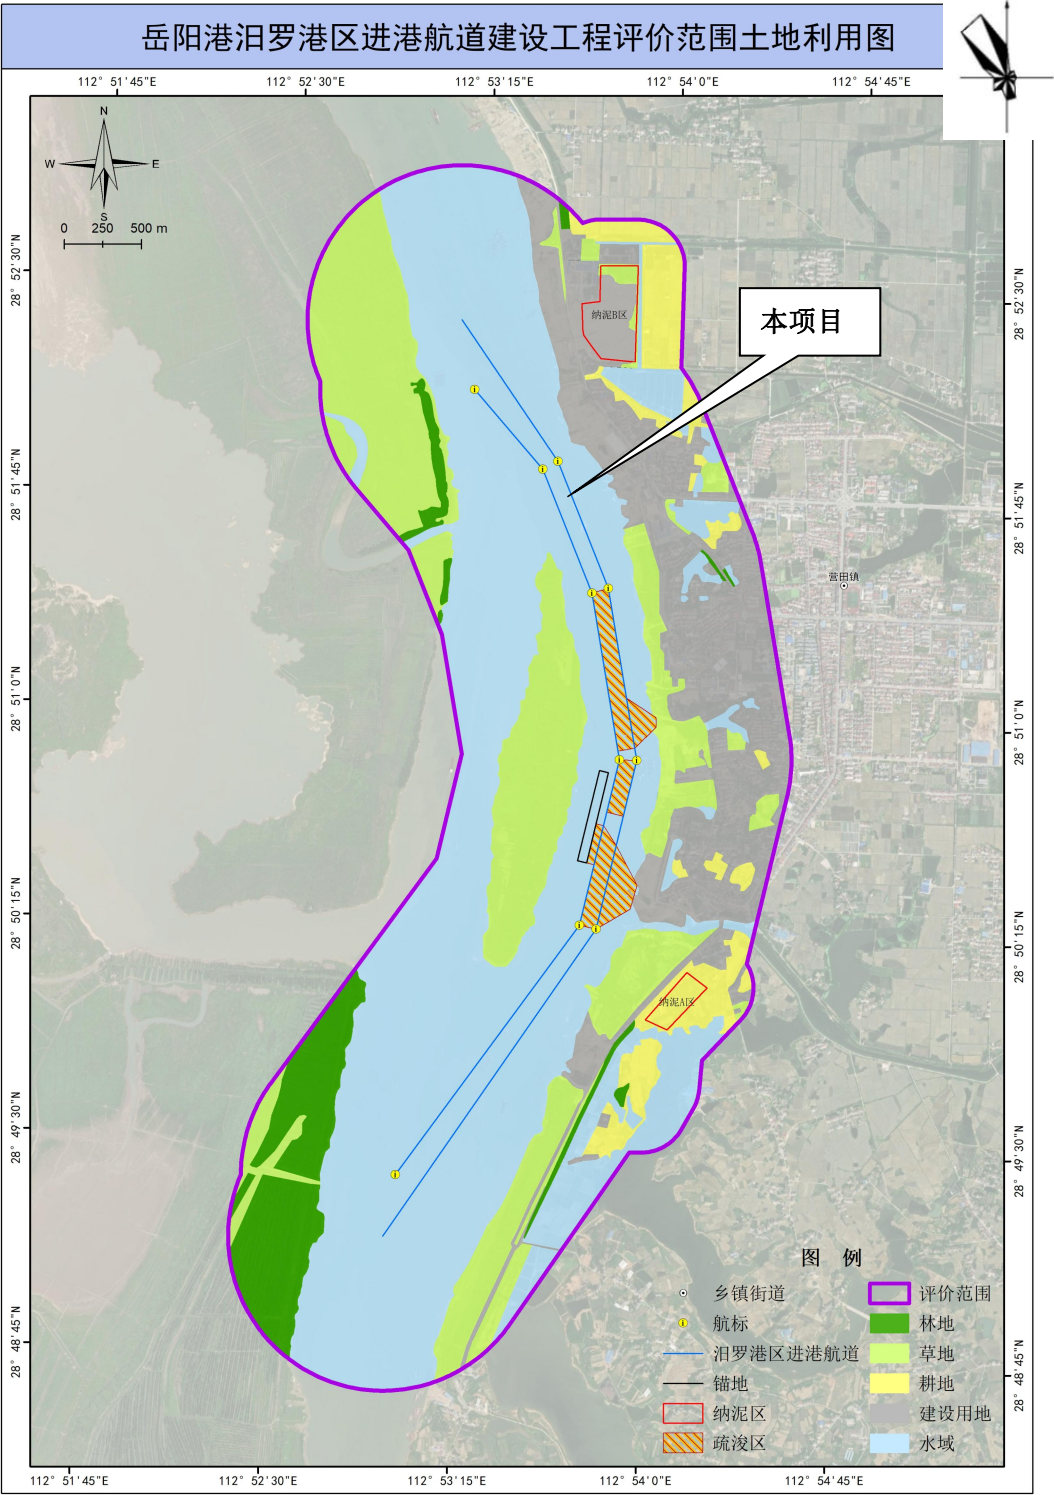 岳阳港汨罗港区进港航道建设工程评价范围土地利用图
112° 51'45"E
112° 52'30"E
112° 53'15"E
112° 54'0"E
112° 54'45"E
N
W
E
S
0 250 500 m
28° 52'30"N
28° 52'30"N
纳泥B区
本项目
28° 51'45"N
28° 51'45"N
营田镇
28° 51'0"N
28° 51'0"N
28° 50'15"N
28° 50'15"N
纳泥A区
28° 49'30"N
28° 49'30"N
图 例
乡镇街道
评价范围
航标
林地
汨罗港区进港航道
草地
锚地
耕地
纳泥区
建设用地
疏浚区
水域
28° 48'45"N
28° 48'45"N
112° 51'45"E
112° 52'30"E
112° 53'15"E
112° 54'0"E
112° 54'45"E